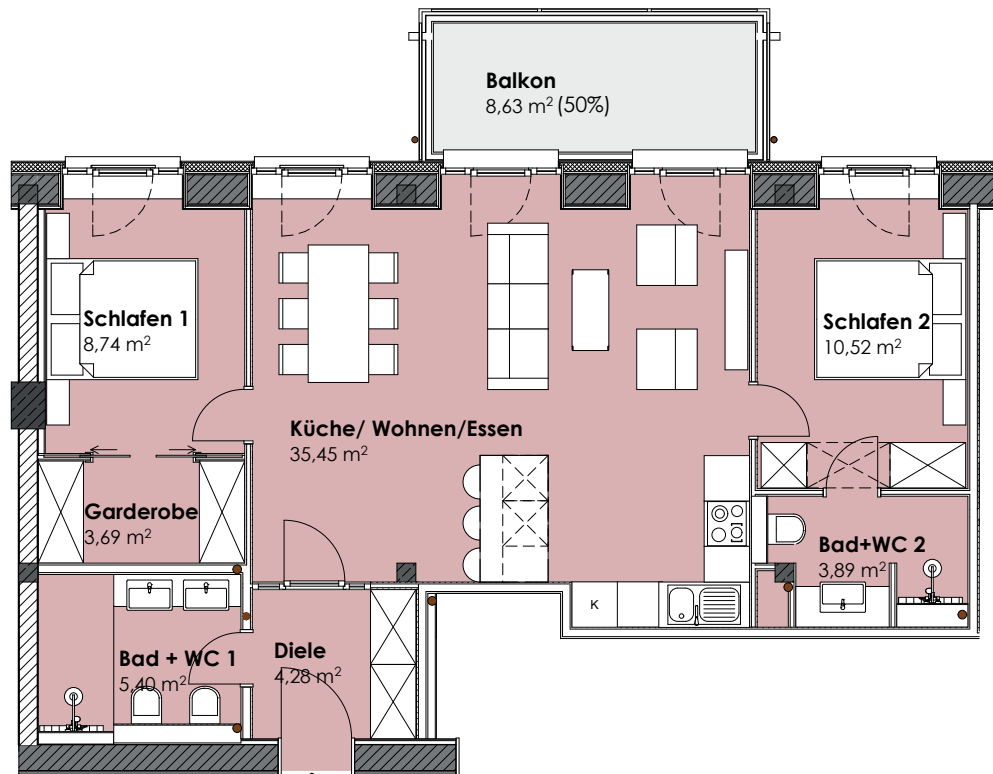 Balkon
8,63 m² (50%)
Schlafen 1
8,74 m²
Schlafen 2
10,52 m²
Küche/ Wohnen/Essen
35,45 m²
Garderobe
3,69 m²
Bad+WC 2
3,89 m²
K
Bad + WC 1
5,40 m²
Diele
4,28 m²